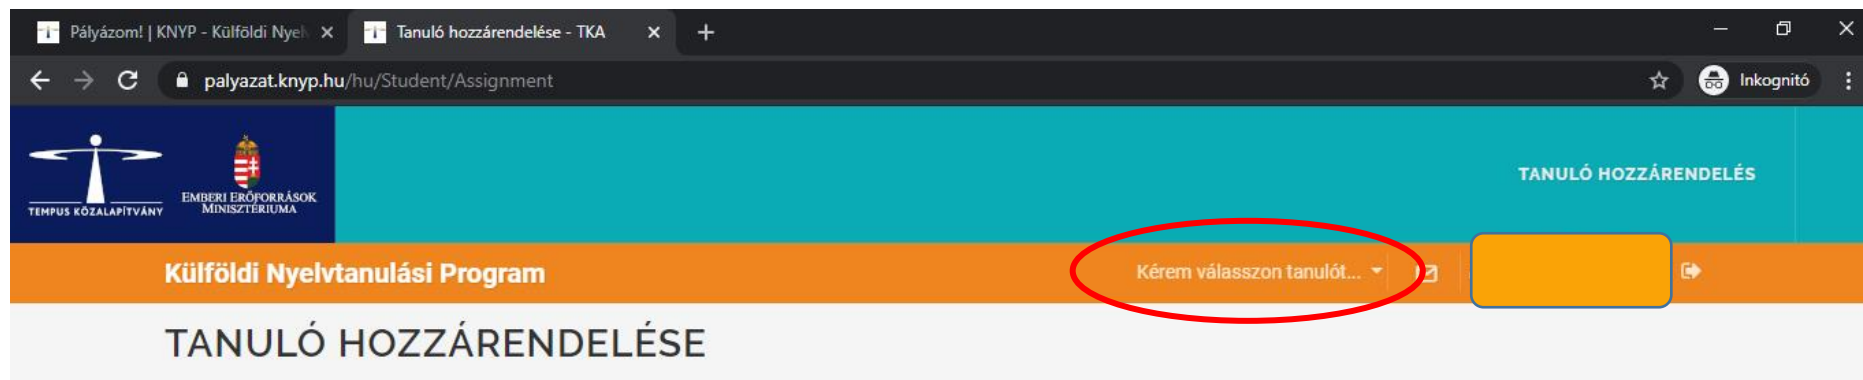 Pályázom! | KNYP - Külföldi Nyel
Tanuló hozzárendelése - TKA
palyazat.knyp.hu/hu/Student/Assignment
Inkognitó
TEMPUS KÖZALAPÍTVÁNY
EMBERI ERŐFORRÁSOK
MINISZTÉRIUMA
TANULÓ HOZZÁRENDELÉS
Külföldi Nyelvtanulási Program
Kérem válasszon tanulót...
TANULÓ HOZZÁRENDELÉSE